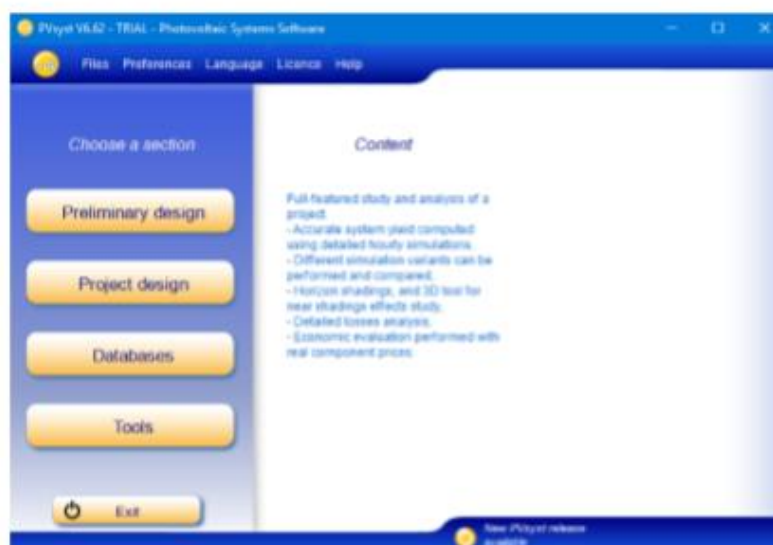 PVsyst V6.62 - TRIAL - Photovoltaic Systems Software
Files Preferences Language Licence Help
Choose a section
Preliminary design
Project design
Databases
Tools
Exit
Content
Full-featured study and analysis of a
project
- Accurate system yield computed
using detailed hourly simulations.
- Different simulation variants can be
performed and compared.
- Horizon shadings, and 3D tool for
near shadings effects study,
- Detailed losses analysis,
- Economic evaluation performed with
real component prices
New PVsyst release
available